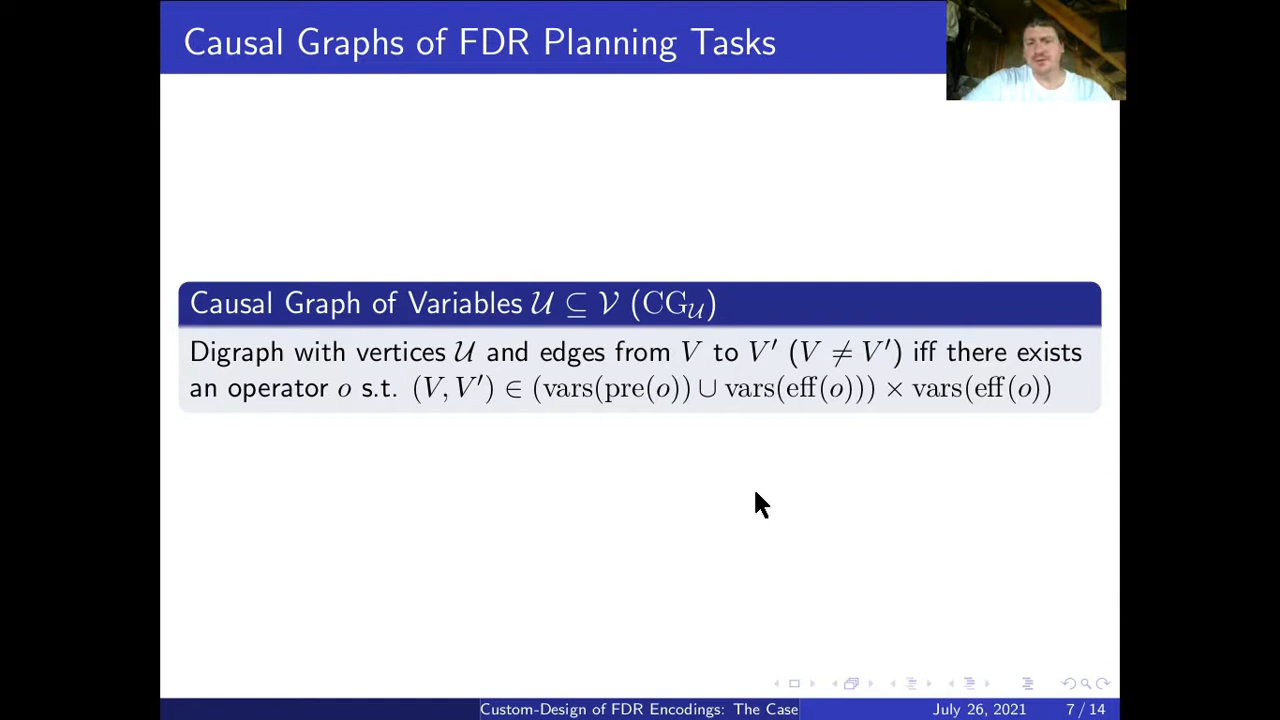 Causal Graphs of FDR Planning Tasks
Causal Graph of Variables 𝒰 ⊆ 𝒱 (CG𝒰)
Digraph with vertices 𝒰 and edges from V to V′ (V ≠ V′) iff there exists
an operator o s.t. (V, V′) ∈ (vars(pre(o)) ∪ vars(eff(o))) × vars(eff(o))
Custom-Design of FDR Encodings: The Case
July 26, 2021
7 / 14